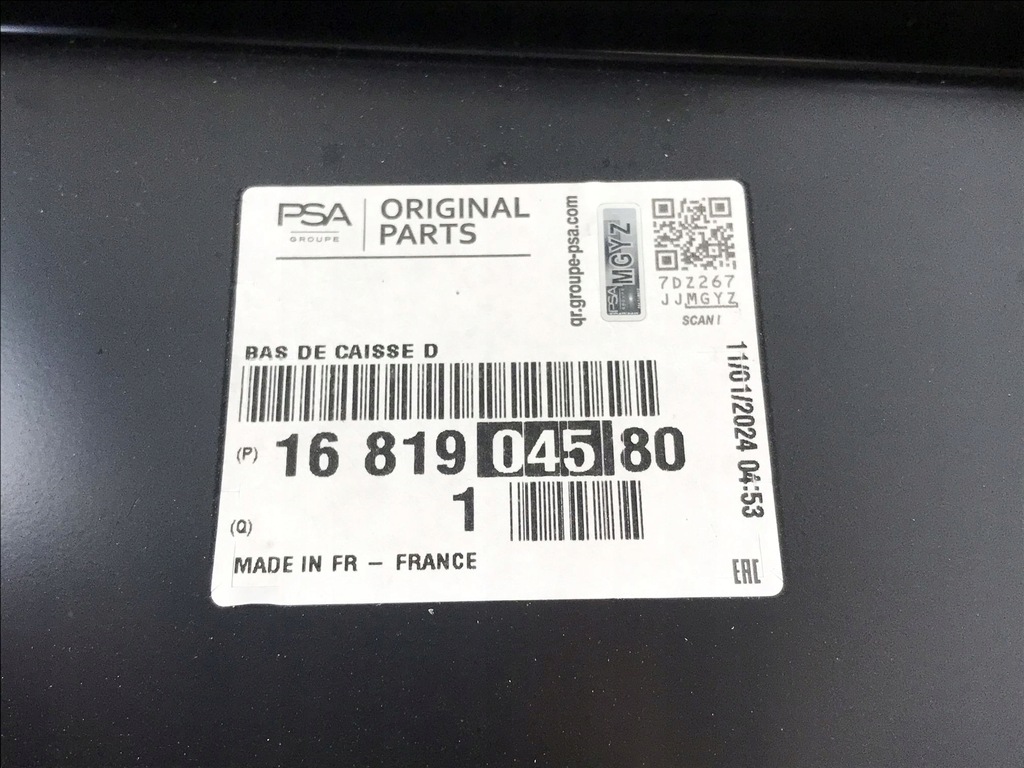 PSA
GROUPE
ORIGINAL
PARTS
qr.groupe-psa.com
PSA
MGYZ
7DZ267
JJMGYZ
SCAN!
BAS DE CAISSE D
(P) 16 819 045 80
(Q) 1
11/01/2024 04:53
MADE IN FR – FRANCE
EAC